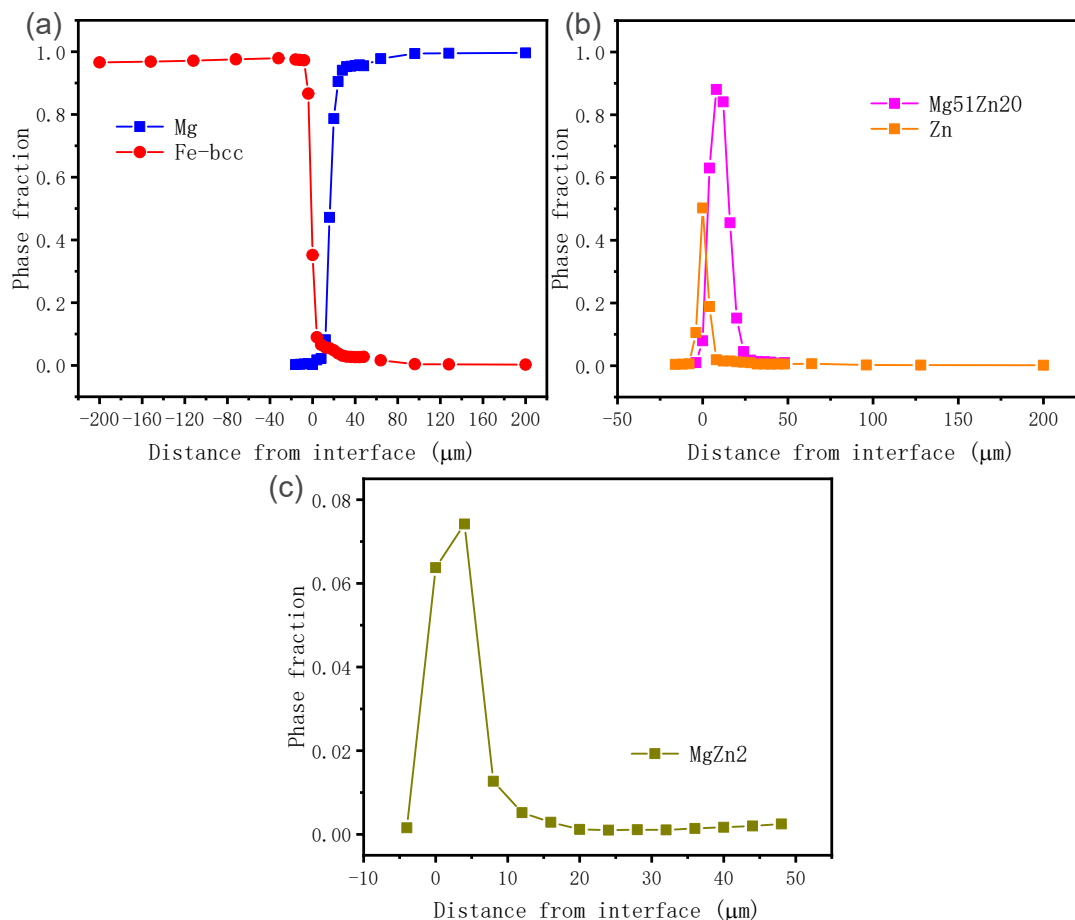 (a)
1.0
0.8
0.6
0.4
0.2
0.0
Phase fraction
Mg
Fe-bcc
-200 -160 -120 -80 -40 0 40 80 120 160 200
Distance from interface (μm)
(b)
1.0
0.8
0.6
0.4
0.2
0.0
Phase fraction
Mg51Zn20
Zn
-50 0 50 100 150 200
Distance from interface (μm)
(c)
0.08
0.06
0.04
0.02
0.00
Phase fraction
MgZn2
-10 0 10 20 30 40 50
Distance from interface (μm)